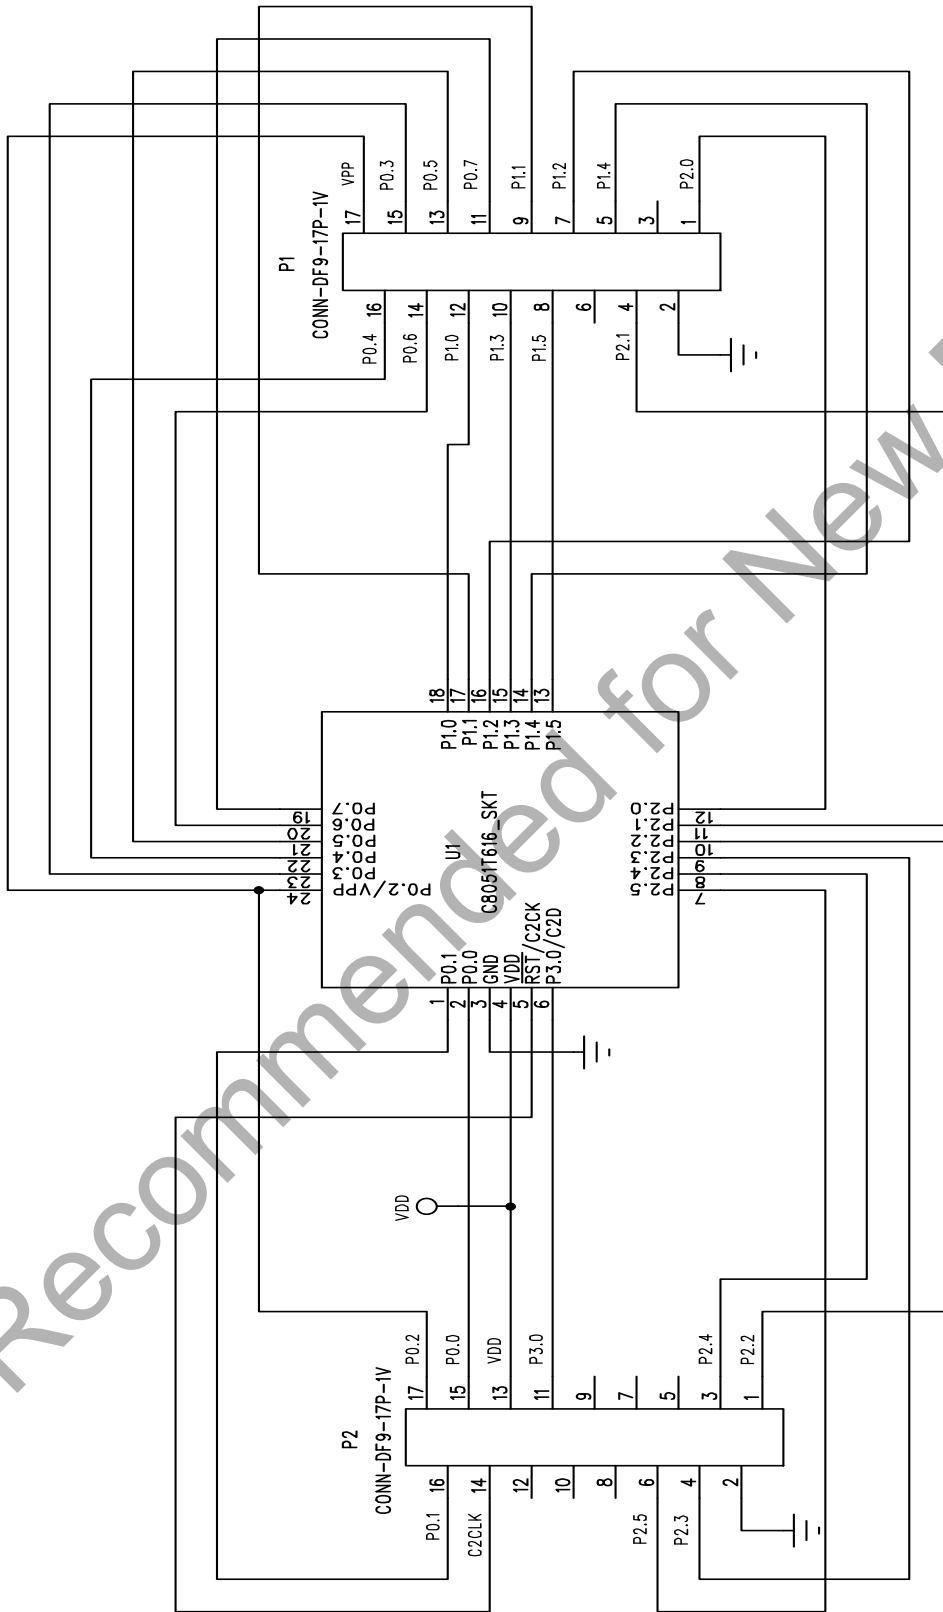 VPP
P0.3
P0.5
P0.7
P1.1
P1.2
P1.4
P2.0
17
15
13
11
9
7
5
3
1
P1
CONN-DF9-17P-1V
16
14
12
10
8
6
4
2
P0.4
P0.6
P1.0
P1.3
P1.5
P2.1
18
17
16
15
14
13
P1.0
P1.1
P1.2
P1.3
P1.4
P1.5
19
20
21
22
23
24
P0.7
P0.6
P0.5
P0.4
P0.3
P0.2/VPP
U1
C8051T616_SKT
P2.0
P2.1
P2.2
P2.3
P2.4
P2.5
12
11
10
9
8
7
P0.1
P0.0
GND
VDD
RST/C2CK
P3.0/C2D
1
2
3
4
5
6
VDD
P0.2
P0.0
VDD
P3.0
P2.4
P2.2
17
15
13
11
9
7
5
3
1
P2
CONN-DF9-17P-1V
16
14
12
10
8
6
4
2
P0.1
C2CLK
P2.5
P2.3
Recommended for New